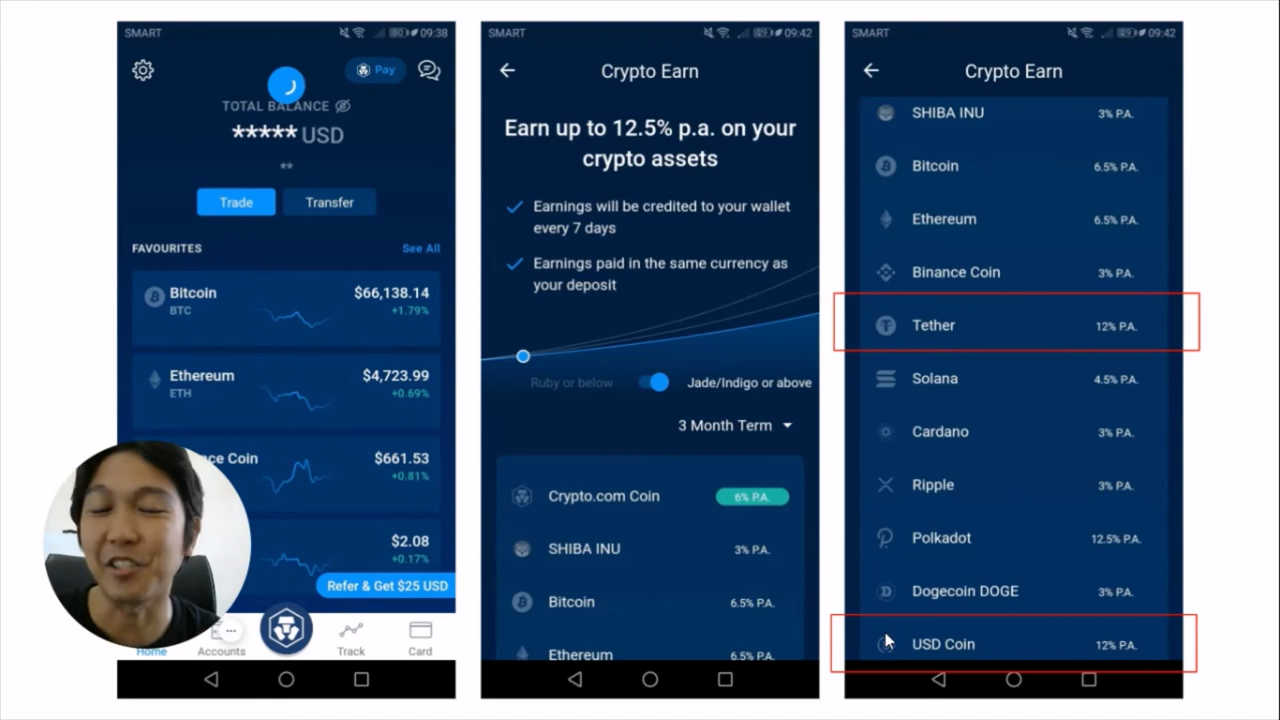 SMART
09:38
Pay
TOTAL BALANCE
*****USD
**
Trade
Transfer
FAVOURITES
See All
Bitcoin
$66,138.14
BTC
+1.79%
Ethereum
$4,723.99
ETH
+0.69%
ce Coin
$661.53
+0.81%
$2.08
+0.17%
Refer & Get $25 USD
Home
Accounts
Track
Card
SMART
09:42
Crypto Earn
Earn up to 12.5% p.a. on your
crypto assets
Earnings will be credited to your wallet
every 7 days
Earnings paid in the same currency as
your deposit
Ruby or below
Jade/Indigo or above
3 Month Term
Crypto.com Coin
6% P.A.
SHIBA INU
3% P.A.
Bitcoin
6.5% P.A.
Ethereum
6.5% P.A.
SMART
09:42
Crypto Earn
SHIBA INU
3% P.A.
Bitcoin
6.5% P.A.
Ethereum
6.5% P.A.
Binance Coin
3% P.A.
Tether
12% P.A.
Solana
4.5% P.A.
Cardano
3% P.A.
Ripple
3% P.A.
Polkadot
12.5% P.A.
Dogecoin DOGE
3% P.A.
USD Coin
12% P.A.